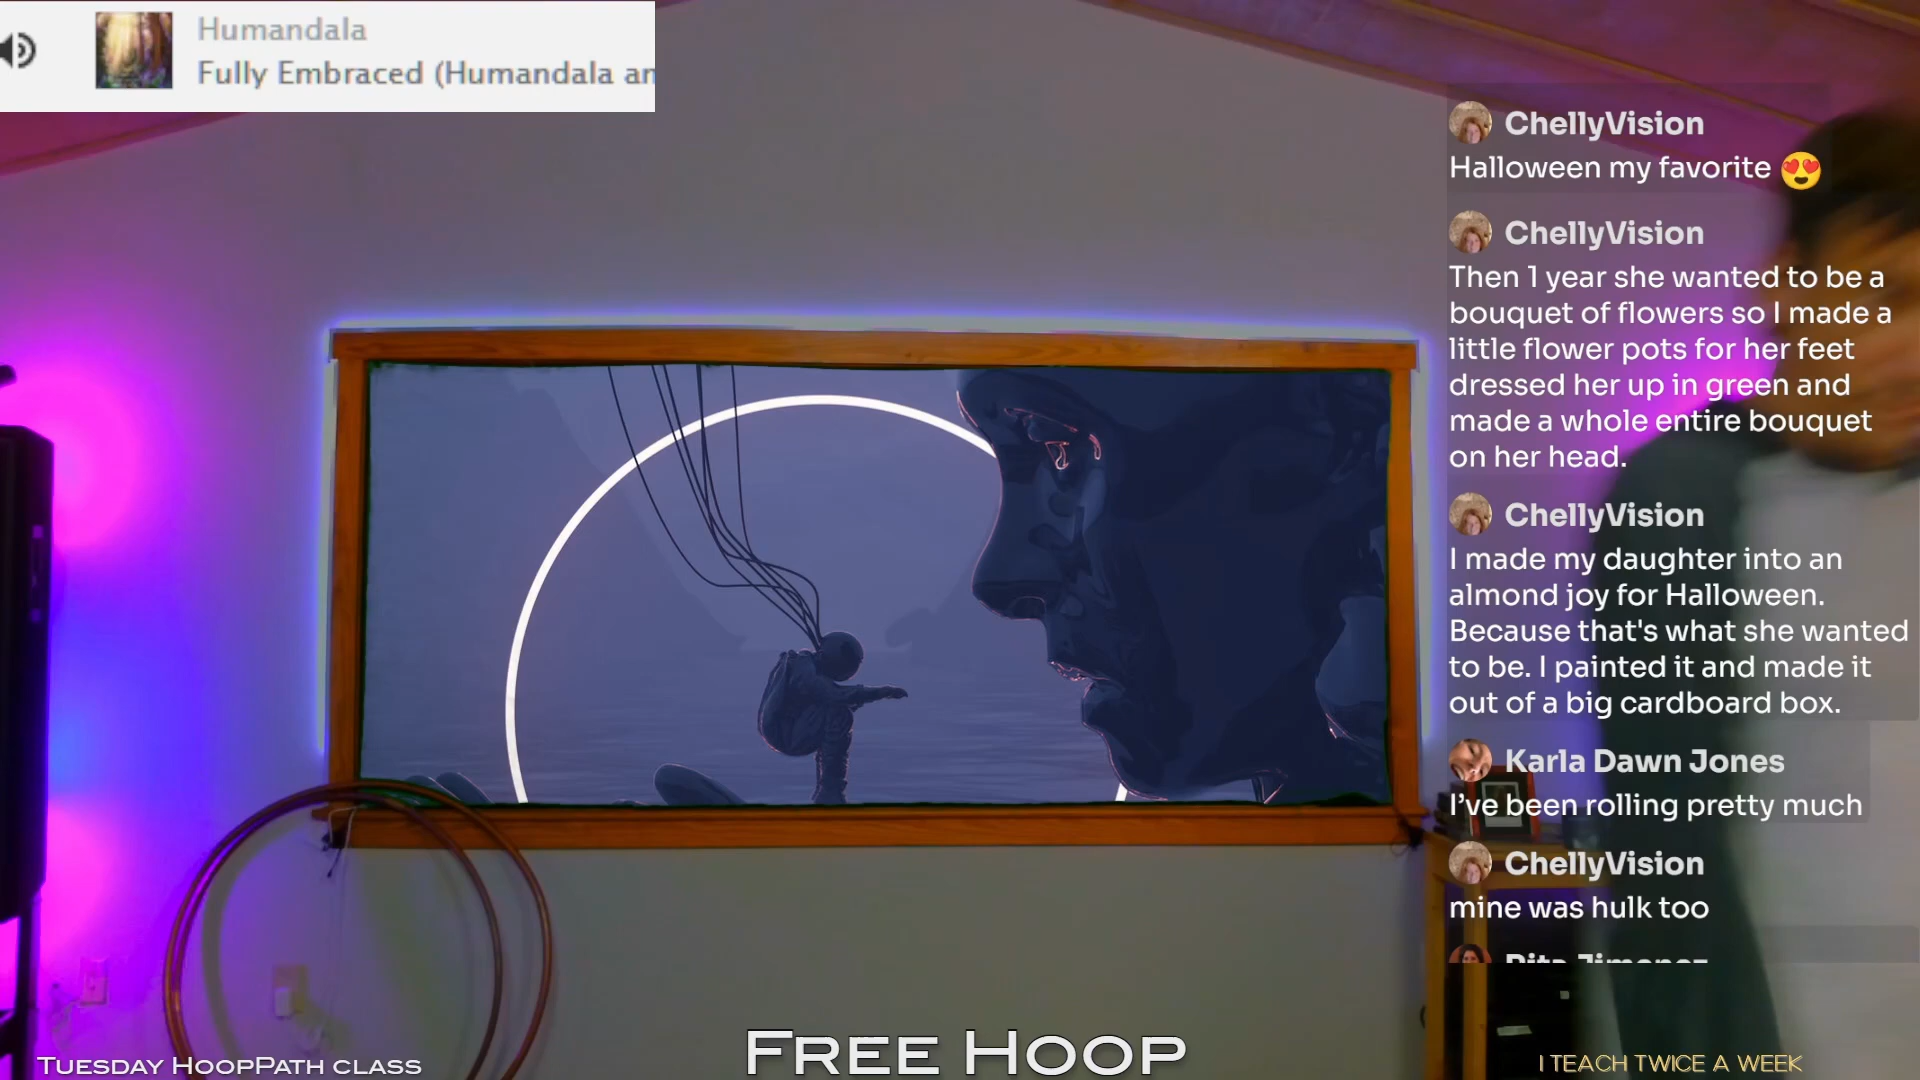 Humandala
Fully Embraced (Humandala an
ChellyVision
Halloween my favorite 😍
ChellyVision
Then 1 year she wanted to be a
bouquet of flowers so I made a
little flower pots for her feet
dressed her up in green and
made a whole entire bouquet
on her head.
ChellyVision
I made my daughter into an
almond joy for Halloween.
Because that's what she wanted
to be. I painted it and made it
out of a big cardboard box.
Karla Dawn Jones
I’ve been rolling pretty much
ChellyVision
mine was hulk too
Rita Jimenez
Free Hoop
Tuesday HoopPath class
I TEACH TWICE A WEEK